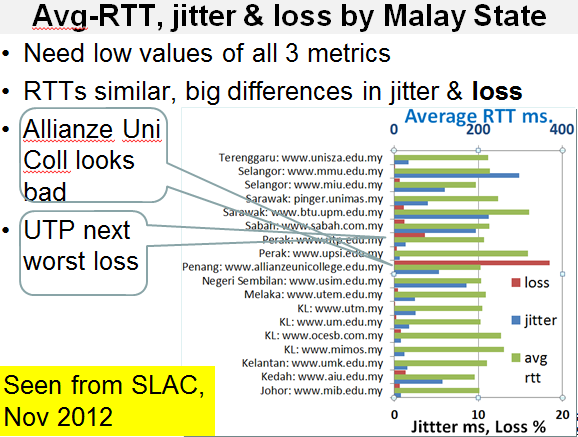 Avg-RTT, jitter & loss by Malay State
• Need low values of all 3 metrics
• RTTs similar, big differences in jitter & loss
• Allianze Uni
Coll looks
bad
• UTP next
worst loss
Seen from SLAC,
Nov 2012
Average RTT ms.
0 200 400
Terenggaru: www.unisza.edu.my
Selangor: www.mmu.edu.my
Selangor: www.miu.edu.my
Sarawak: pinger.unimas.my
Sarawak: www.btu.upm.edu.my
Sabah: www.sabah.com.my
Perak: www.utp.edu.my
Perak: www.upsi.edu.my
Penang: www.allianzeunicollege.edu.my
Negeri Sembilan: www.usim.edu.my
Melaka: www.utem.edu.my
KL: www.utm.my
KL: www.um.edu.my
KL: www.ocesb.com.my
KL: www.mimos.my
Kelantan: www.umk.edu.my
Kedah: www.aiu.edu.my
Johor: www.mib.edu.my
loss
jitter
avg
rtt
0 10 20
Jitter ms, Loss %